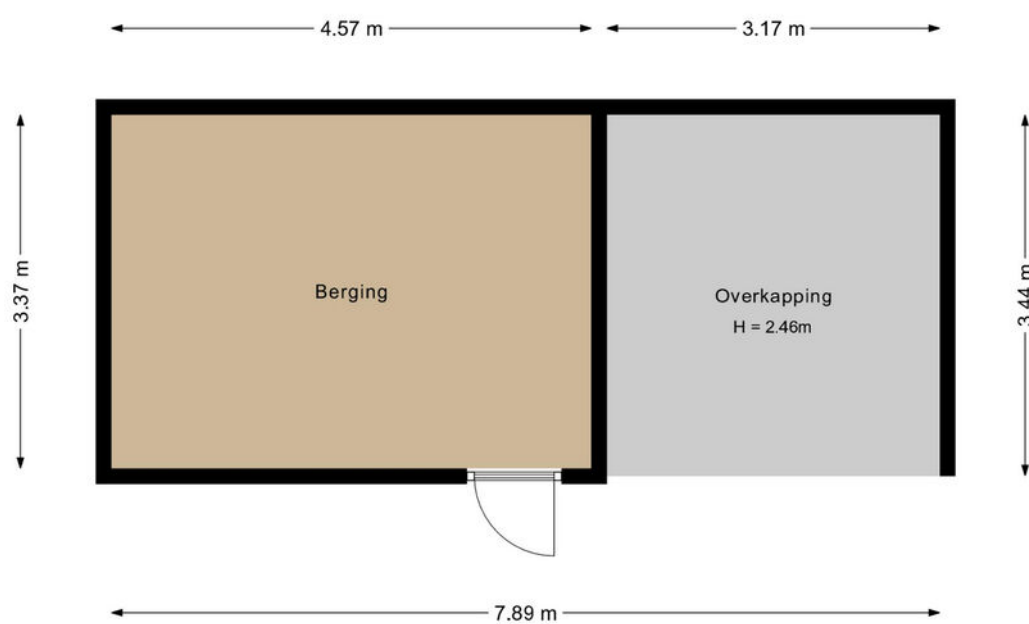 4.57 m
3.17 m
3.37 m
Berging
Overkapping
H = 2.46m
3.44 m
7.89 m